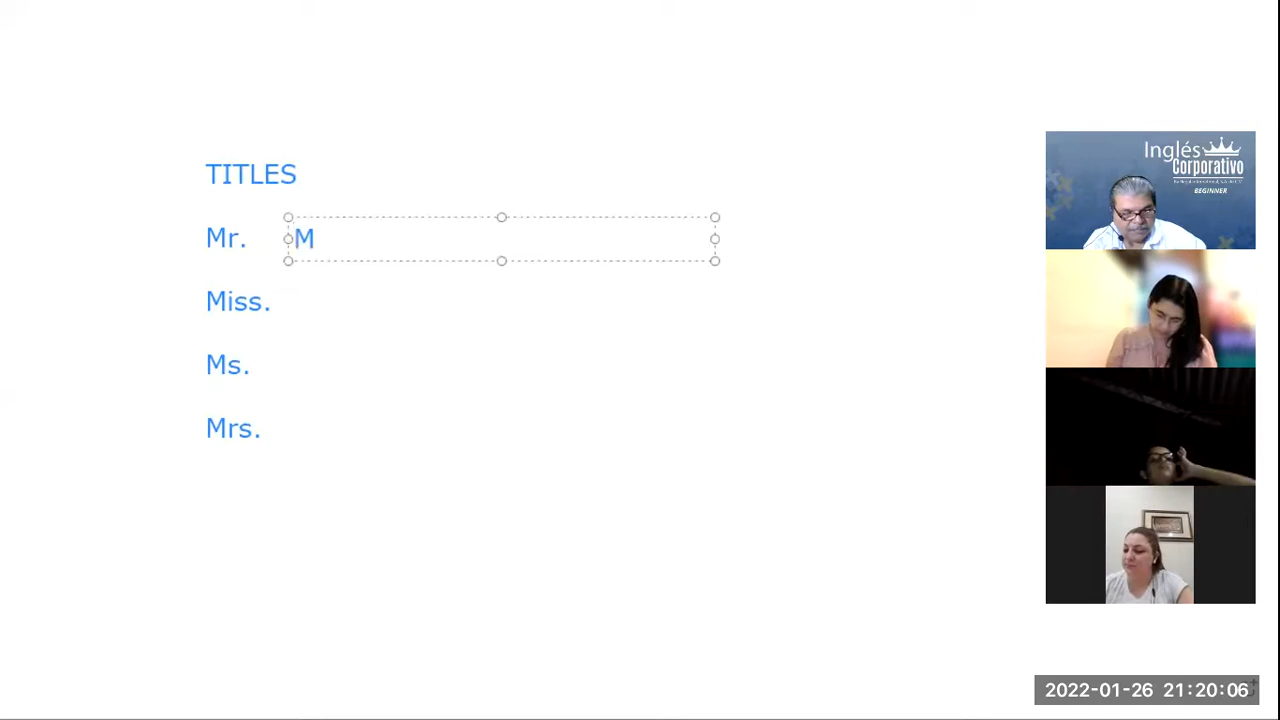 TITLES
Mr. M
Miss.
Ms.
Mrs.
Inglés
Corporativo
BEGINNER
2022-01-26 21:20:06